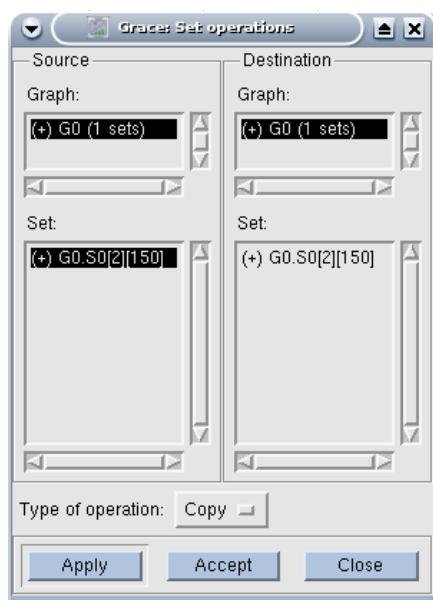 Grace: Set operations
Source
Graph:
(+) G0 (1 sets)
Set:
(+) G0.S0[2][150]
Destination
Graph:
(+) G0 (1 sets)
Set:
(+) G0.S0[2][150]
Type of operation: Copy
Apply Accept Close